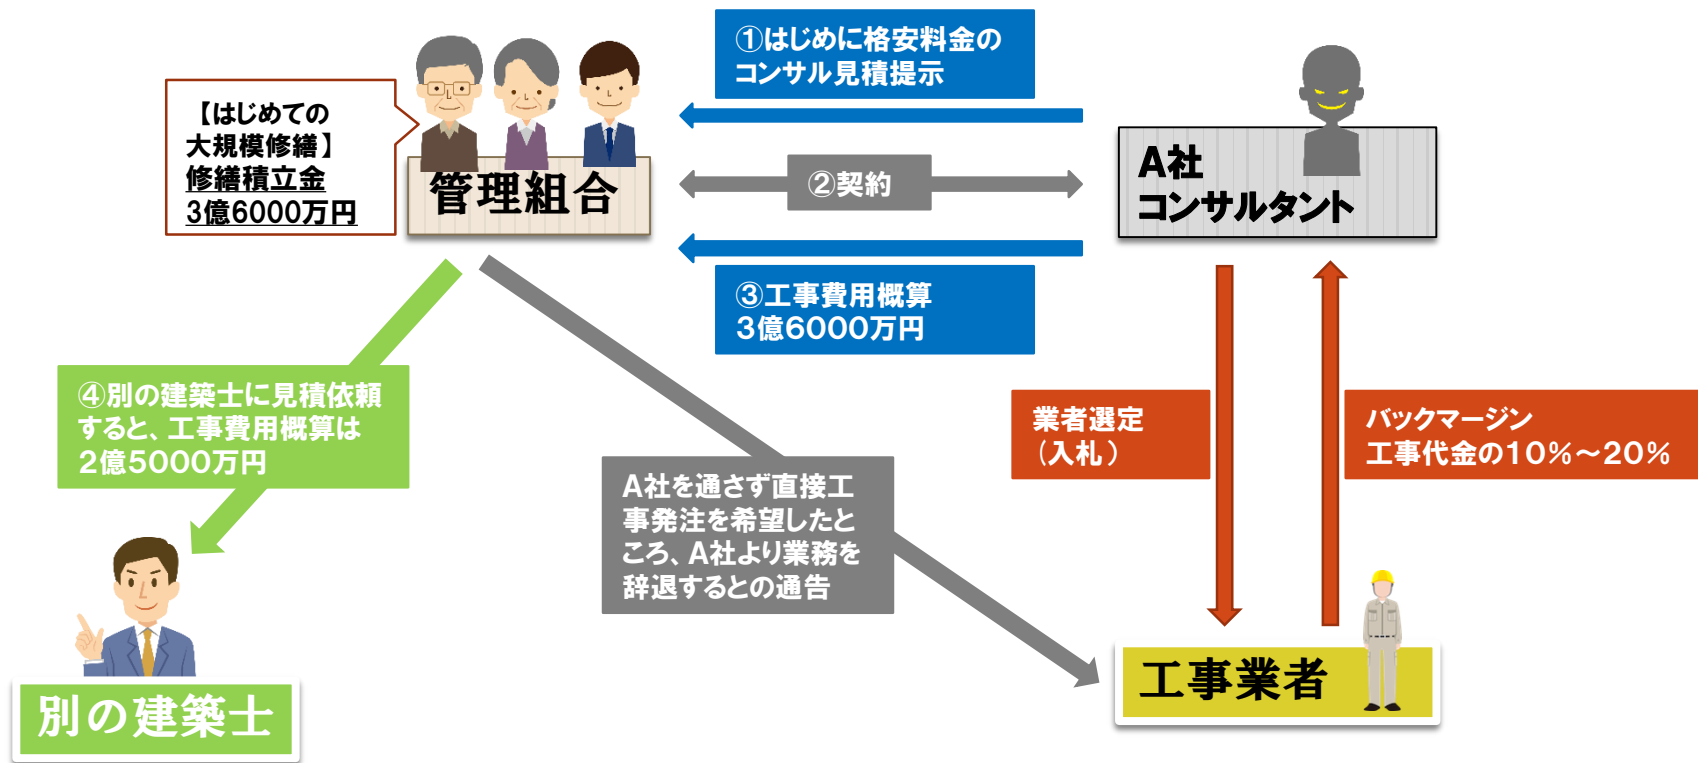 ①はじめに格安料金の
コンサル見積提示
【はじめての
大規模修繕】
修繕積立金
3億6000万円
管理組合
②契約
A社
コンサルタント
③工事費用概算
3億6000万円
④別の建築士に見積依頼
すると、工事費用概算は
2億5000万円
A社を通さず直接工
事発注を希望したと
ころ、A社より業務を
辞退するとの通告
業者選定
(入札)
バックマージン
工事代金の10%~20%
別の建築士
工事業者